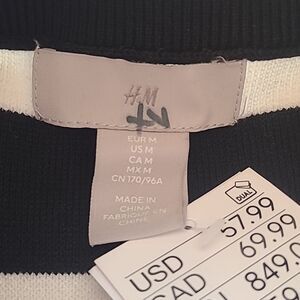 H&M
EUR M
US M
CA M
MX M
CN 170/96A
MADE IN
CHINA
FABRIQUÉ EN
CHINE
DUAL
USD 57.99
CAD 69.99
849.